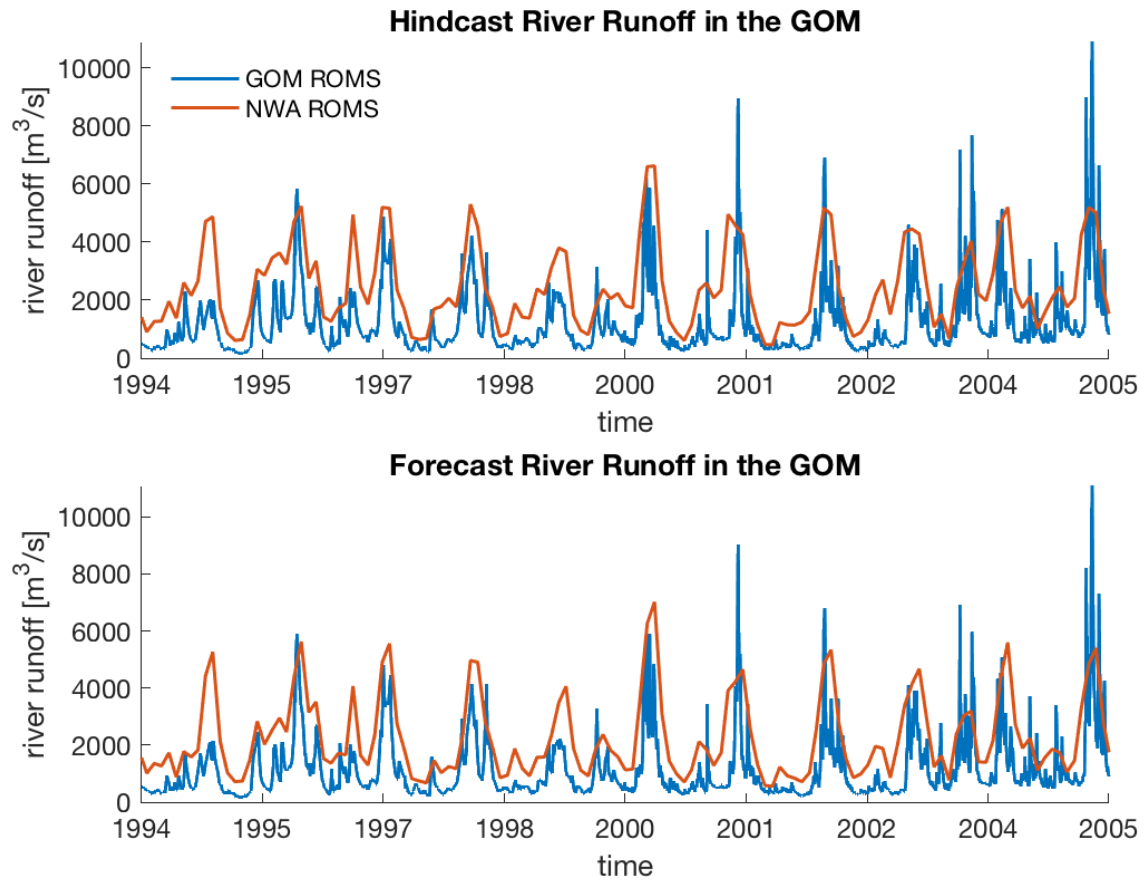 Hindcast River Runoff in the GOM
river runoff [m³/s]
10000
8000
6000
4000
2000
0
GOM ROMS
NWA ROMS
1994 1995 1997 1998 2000 2001 2002 2004 2005
time
Forecast River Runoff in the GOM
river runoff [m³/s]
10000
8000
6000
4000
2000
0
1994 1995 1997 1998 2000 2001 2002 2004 2005
time